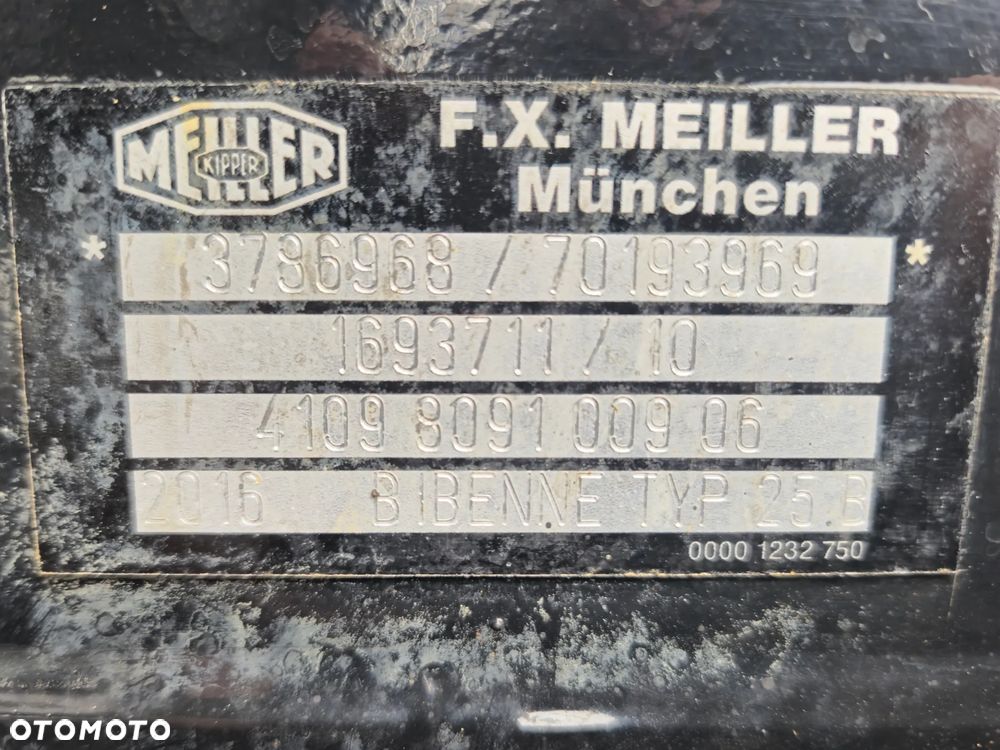 MEILLER
KIPPER
F.X. MEILLER
München
* 3786968 / 70193969 *
1693711 / 10
4109 8091 009 06
2016 BIBENNE TYP 25 B
0000 1232 750
OTOMOTO